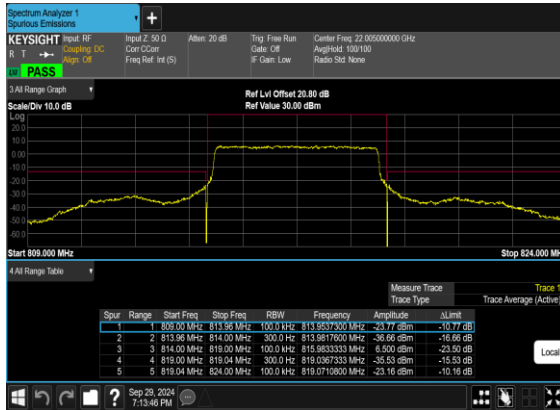 Spectrum Analyzer 1
Spurious Emissions
KEYSIGHT Input: RF Input Z: 50 Ω Atten: 20 dB Trig: Free Run Center Freq: 22.005000000 GHz
R T Coupling: DC Corr CCorr Gate: Off Avg|Hold: 100/100
Align: Off Freq Ref: Int (S) IF Gain: Low Radio Std: None
LV PASS
3 All Range Graph
Ref Lvl Offset 20.80 dB
Scale/Div 10.0 dB Ref Value 30.00 dBm
Log
20.0
10.0
0.00
-10.0
-20.0
-30.0
-40.0
-50.0
-60.0
Start 809.000 MHz Stop 824.000 MH
4 All Range Table
Measure Trace Trace 1
Trace Type Trace Average (Active)
Spur Range Start Freq Stop Freq RBW Frequency Amplitude ΔLimit
1 1 809.00 MHz 813.96 MHz 100.0 kHz 813.9537300 MHz -23.77 dBm -10.77 dB
2 2 813.96 MHz 814.00 MHz 300.0 Hz 813.9817600 MHz -36.66 dBm -16.66 dB
3 3 814.00 MHz 819.00 MHz 100.0 kHz 815.9833333 MHz 6.500 dBm -23.50 dB
4 4 819.00 MHz 819.04 MHz 300.0 Hz 819.0367333 MHz -35.53 dBm -15.53 dB
5 5 819.04 MHz 824.00 MHz 100.0 kHz 819.0710800 MHz -23.16 dBm -10.16 dB
Local
? Sep 29, 2024
7:13:46 PM